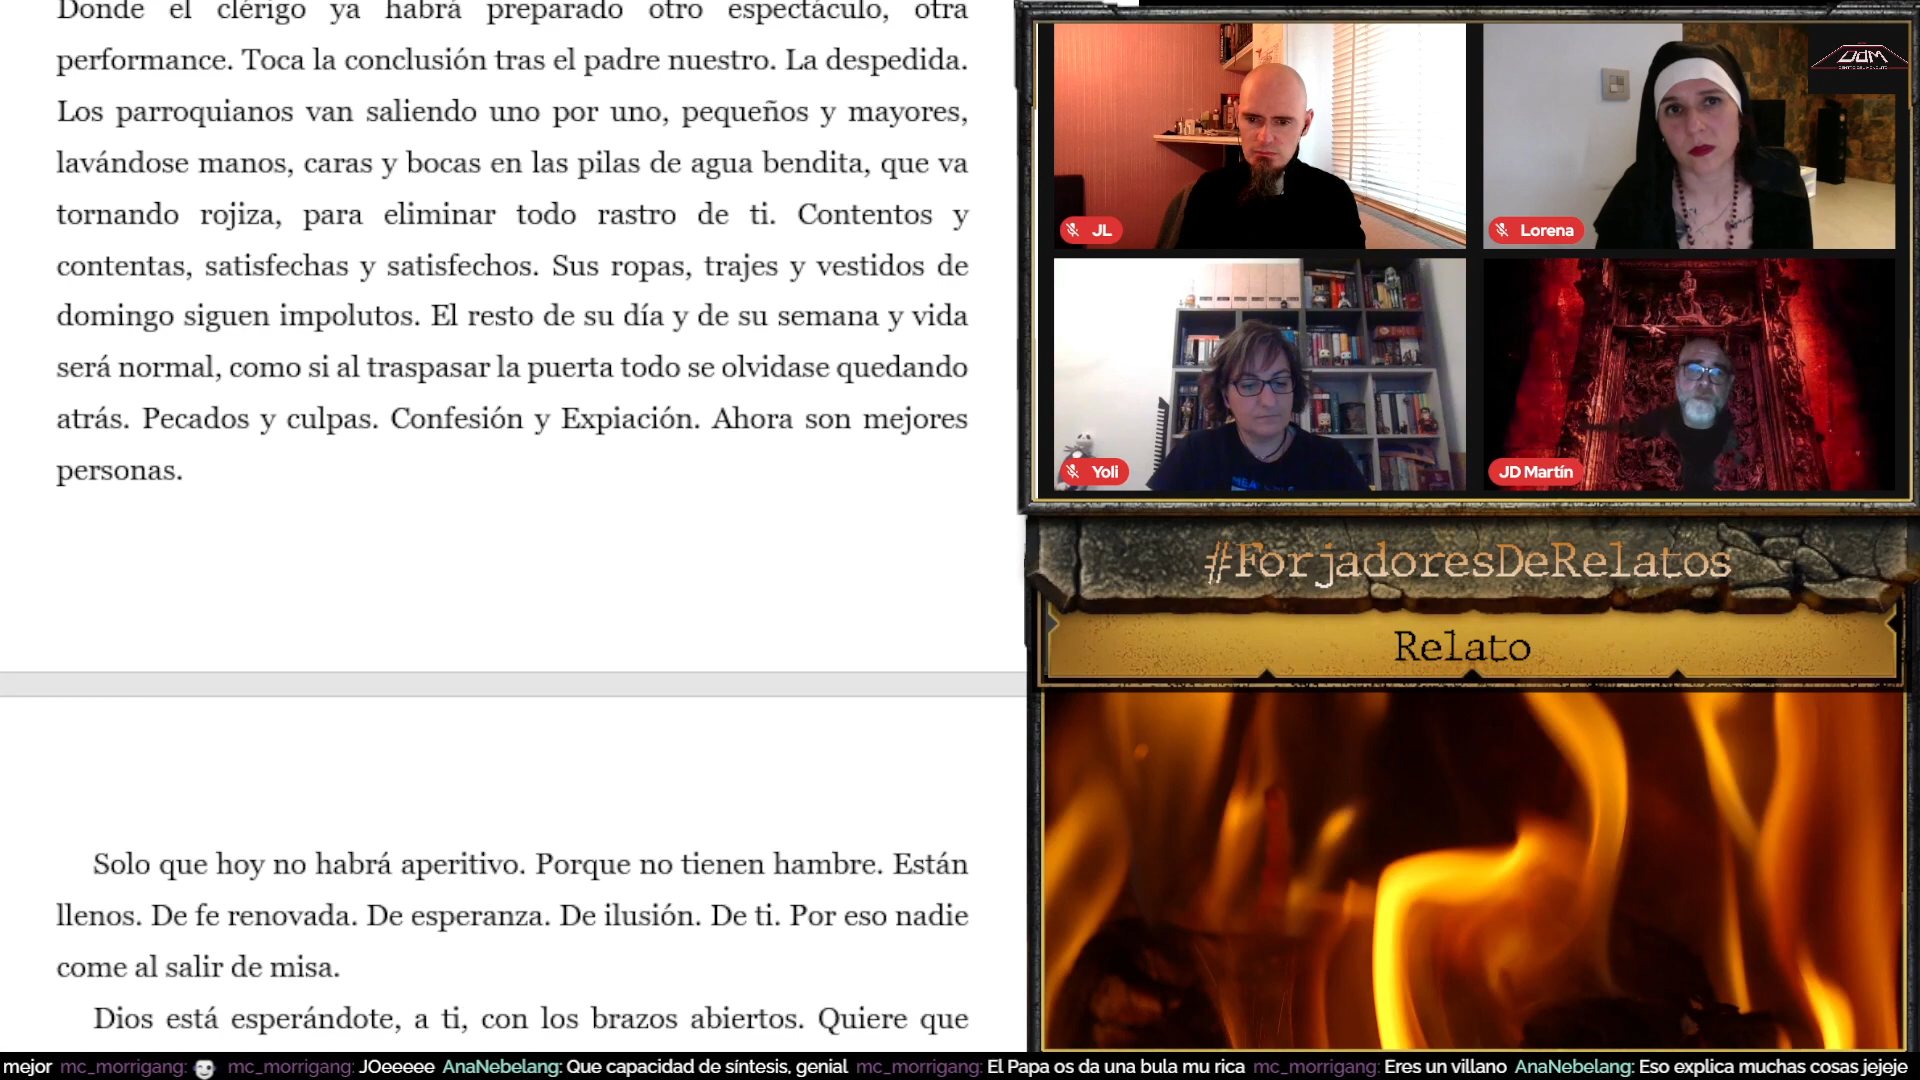 Donde el clérigo ya habrá preparado otro espectáculo, otra
performance. Toca la conclusión tras el padre nuestro. La despedida.
Los parroquianos van saliendo uno por uno, pequeños y mayores,
lavándose manos, caras y bocas en las pilas de agua bendita, que va
tornando rojiza, para eliminar todo rastro de ti. Contentos y
contentas, satisfechas y satisfechos. Sus ropas, trajes y vestidos de
domingo siguen impolutos. El resto de su día y de su semana y vida
será normal, como si al traspasar la puerta todo se olvidase quedando
atrás. Pecados y culpas. Confesión y Expiación. Ahora son mejores
personas.
Solo que hoy no habrá aperitivo. Porque no tienen hambre. Están
llenos. De fe renovada. De esperanza. De ilusión. De ti. Por eso nadie
come al salir de misa.
Dios está esperándote, a ti, con los brazos abiertos. Quiere que
JL
Lorena
Yoli
JD Martín
#ForjadoresDeRelatos
Relato
mejor mc_morrigang: mc_morrigang: JOeeeee AnaNebelang: Que capacidad de síntesis, genial mc_morrigang: El Papa os da una bula mu rica mc_morrigang: Eres un villano AnaNebelang: Eso explica muchas cosas jejeje